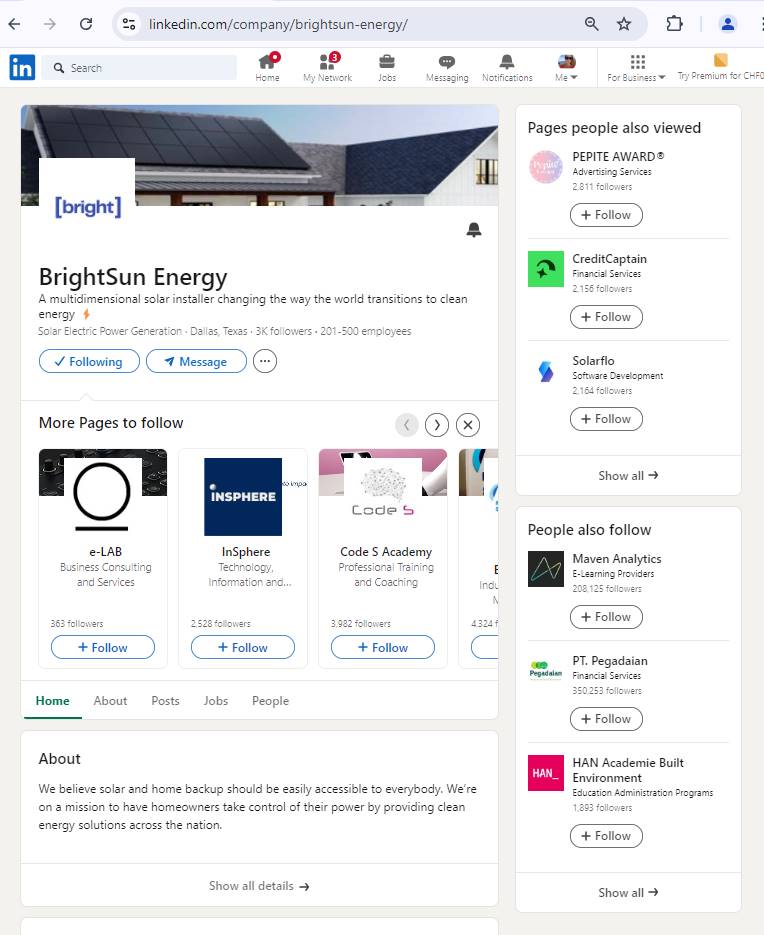 linkedin.com/company/brightsun-energy/
in
Search
Home
3
My Network
Jobs
Messaging
Notifications
Me
For Business
Try Premium for CHF0
[bright]
BrightSun Energy
A multidimensional solar installer changing the way the world transitions to clean
energy ⚡
Solar Electric Power Generation · Dallas, Texas · 3K followers · 201-500 employees
✓ Following
Message
More Pages to follow
e-LAB
Business Consulting
and Services
363 followers
+ Follow
INSPHERE
InSphere
Technology,
Information and...
2,528 followers
+ Follow
Code S
Code S Academy
Professional Training
and Coaching
3,982 followers
+ Follow
E
Indu
M
4,324 f
Home
About
Posts
Jobs
People
About
We believe solar and home backup should be easily accessible to everybody. We're
on a mission to have homeowners take control of their power by providing clean
energy solutions across the nation.
Show all details →
Pages people also viewed
PEPITE AWARD®
Advertising Services
2,811 followers
+ Follow
CreditCaptain
Financial Services
2,156 followers
+ Follow
Solarflo
Software Development
2,164 followers
+ Follow
Show all →
People also follow
Maven Analytics
E-Learning Providers
208,125 followers
+ Follow
Pegadaian
PT. Pegadaian
Financial Services
350,253 followers
+ Follow
HAN_
HAN Academie Built
Environment
Education Administration Programs
1,893 followers
+ Follow
Show all →